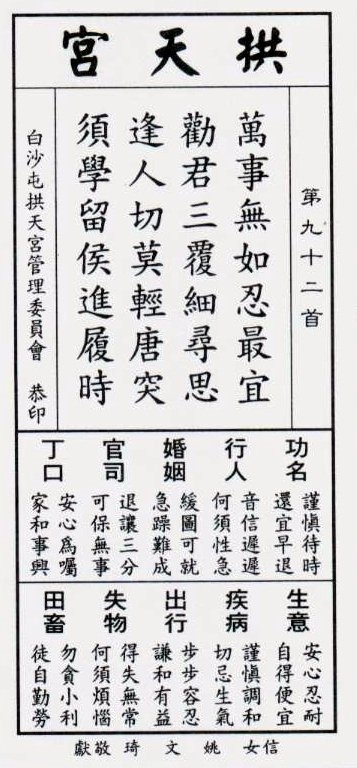 拱天宮
第九十二首
萬事無如忍最宜
勸君三覆細尋思
逢人切莫輕唐突
須學留侯進履時
白沙屯拱天宮管理委員會 恭印
功名
謹慎待時
還宜早退
行人
音信遲遲
何須性急
婚姻
緩圖可就
急躁難成
官司
退讓三分
可保無事
丁口
安心為囑
家和事興
生意
安心忍耐
自得便宜
疾病
謹慎調和
切忌生氣
出行
步步容忍
謙和有益
失物
得失無常
何須煩惱
田畜
勿貪小利
徒自勤勞
信女 姚文琦 敬獻